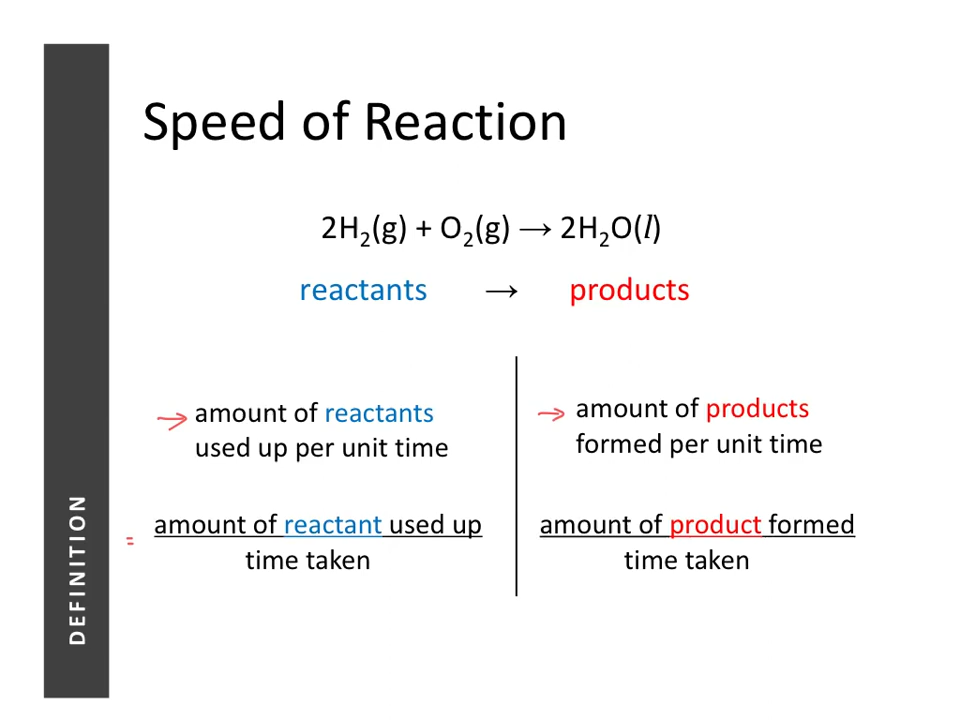 Speed of Reaction
2H₂(g) + O₂(g) → 2H₂O(l)
reactants → products
→ amount of reactants
used up per unit time
= amount of reactant used up
time taken
→ amount of products
formed per unit time
amount of product formed
time taken
DEFINITION